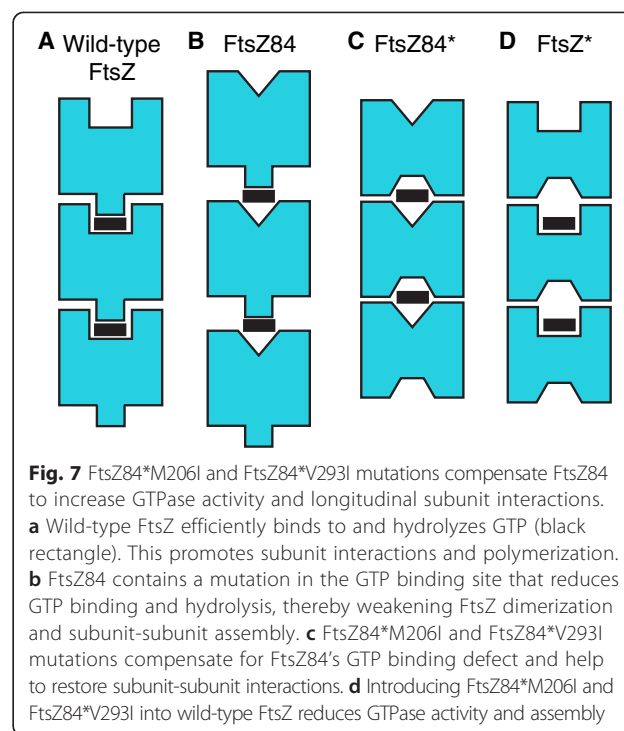 A Wild-type FtsZ
B FtsZ84
C FtsZ84*
D FtsZ*
Fig. 7 FtsZ84*M206I and FtsZ84*V293I mutations compensate FtsZ84
to increase GTPase activity and longitudinal subunit interactions.
a Wild-type FtsZ efficiently binds to and hydrolyzes GTP (black
rectangle). This promotes subunit interactions and polymerization.
b FtsZ84 contains a mutation in the GTP binding site that reduces
GTP binding and hydrolysis, thereby weakening FtsZ dimerization
and subunit-subunit assembly. c FtsZ84*M206I and FtsZ84*V293I
mutations compensate for FtsZ84's GTP binding defect and help
to restore subunit-subunit interactions. d Introducing FtsZ84*M206I and
FtsZ84*V293I into wild-type FtsZ reduces GTPase activity and assembly